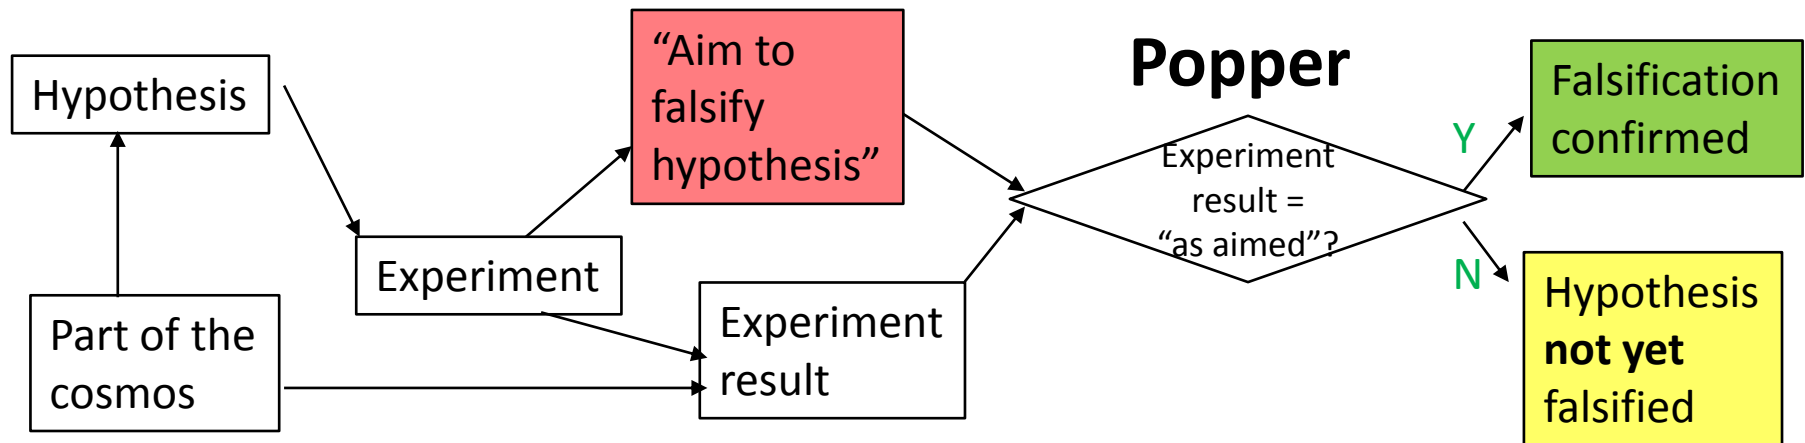 Hypothesis
Part of the
cosmos
Experiment
“Aim to
falsify
hypothesis”
Experiment
result
Popper
Experiment
result =
“as aimed”?
Y
N
Falsification
confirmed
Hypothesis
not yet
falsified